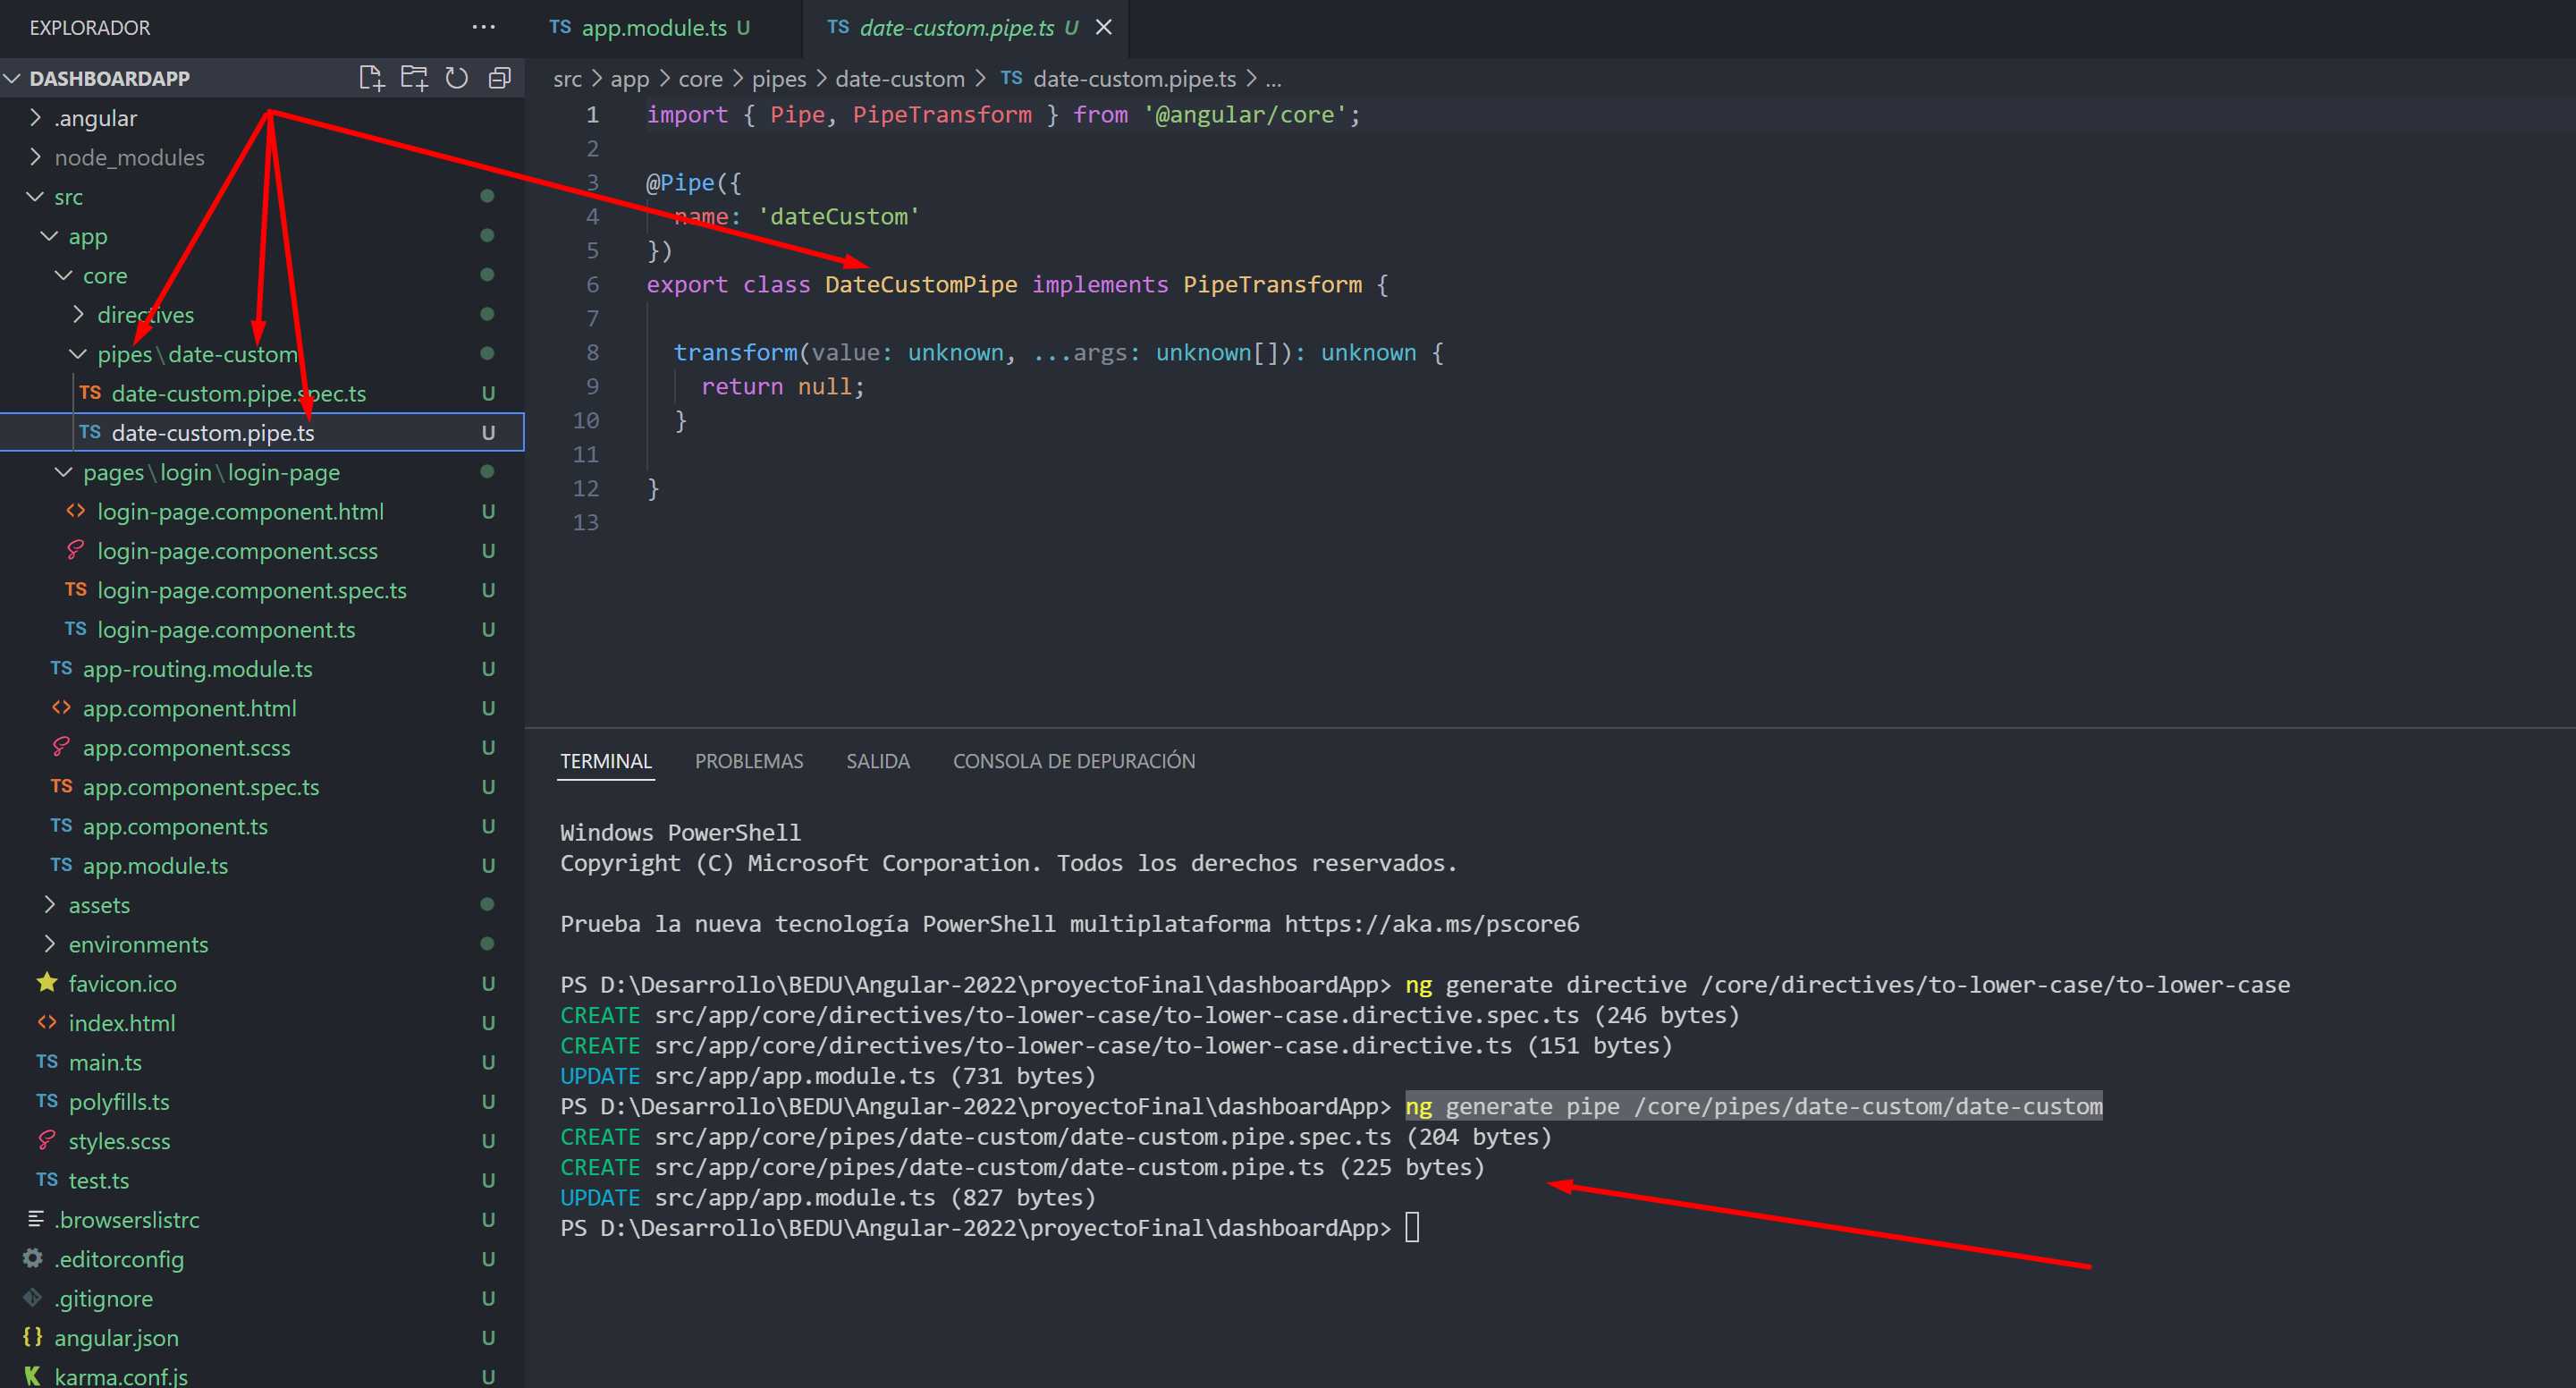 EXPLORADOR
...
DASHBOARDAPP
.angular
node_modules
src
app
core
directives
pipes\date-custom
date-custom.pipe.spec.ts U
date-custom.pipe.ts U
pages\login\login-page
login-page.component.html U
login-page.component.scss U
login-page.component.spec.ts U
login-page.component.ts U
app-routing.module.ts U
app.component.html U
app.component.scss U
app.component.spec.ts U
app.component.ts U
app.module.ts U
assets
environments
favicon.ico U
index.html U
main.ts U
polyfills.ts U
styles.scss U
test.ts U
.browserslistrc U
.editorconfig U
.gitignore U
angular.json U
karma.conf.js U
TS app.module.ts U
TS date-custom.pipe.ts U
src > app > core > pipes > date-custom > TS date-custom.pipe.ts > ...
1 import { Pipe, PipeTransform } from '@angular/core';
2
3 @Pipe({
4 name: 'dateCustom'
5 })
6 export class DateCustomPipe implements PipeTransform {
7
8 transform(value: unknown, ...args: unknown[]): unknown {
9 return null;
10 }
11
12 }
13
TERMINAL PROBLEMAS SALIDA CONSOLA DE DEPURACIÓN
Windows PowerShell
Copyright (C) Microsoft Corporation. Todos los derechos reservados.
Prueba la nueva tecnología PowerShell multiplataforma https://aka.ms/pscore6
PS D:\Desarrollo\BEDU\Angular-2022\proyectoFinal\dashboardApp> ng generate directive /core/directives/to-lower-case/to-lower-case
CREATE src/app/core/directives/to-lower-case/to-lower-case.directive.spec.ts (246 bytes)
CREATE src/app/core/directives/to-lower-case/to-lower-case.directive.ts (151 bytes)
UPDATE src/app/app.module.ts (731 bytes)
PS D:\Desarrollo\BEDU\Angular-2022\proyectoFinal\dashboardApp> ng generate pipe /core/pipes/date-custom/date-custom
CREATE src/app/core/pipes/date-custom/date-custom.pipe.spec.ts (204 bytes)
CREATE src/app/core/pipes/date-custom/date-custom.pipe.ts (225 bytes)
UPDATE src/app/app.module.ts (827 bytes)
PS D:\Desarrollo\BEDU\Angular-2022\proyectoFinal\dashboardApp>